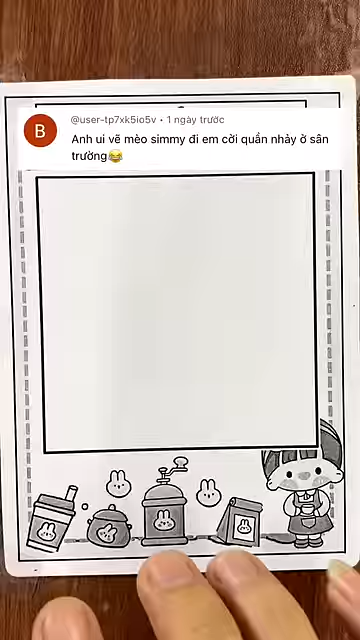 B
@user-tp7xk5io5v • 1 ngày trước
Anh ui vẽ mèo simmy đi em cởi quần nhảy ở sân
trường😂